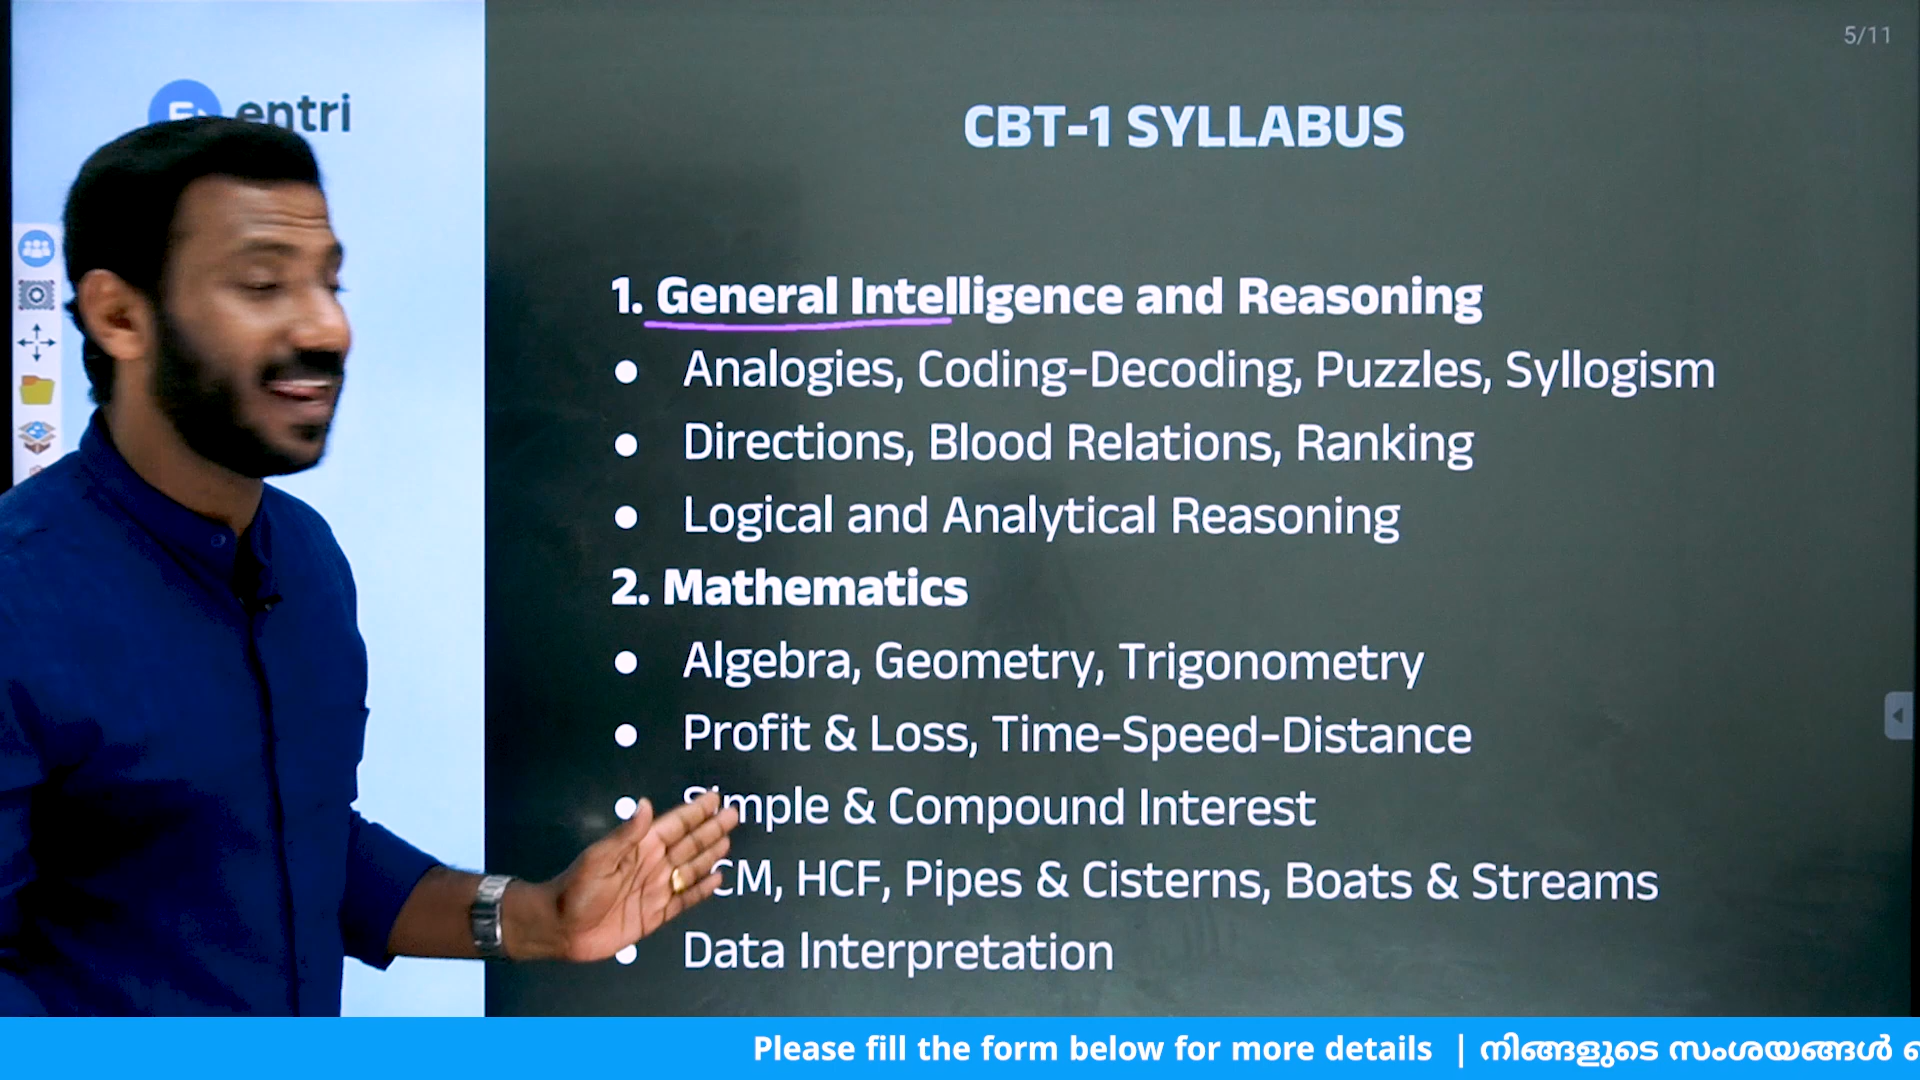 5/11
entri
CBT-1 SYLLABUS
1. General Intelligence and Reasoning
● Analogies, Coding-Decoding, Puzzles, Syllogism
● Directions, Blood Relations, Ranking
● Logical and Analytical Reasoning
2. Mathematics
● Algebra, Geometry, Trigonometry
● Profit & Loss, Time-Speed-Distance
● Simple & Compound Interest
CM, HCF, Pipes & Cisterns, Boats & Streams
● Data Interpretation
Please fill the form below for more details | നിങ്ങളുടെ സംശയങ്ങൾ